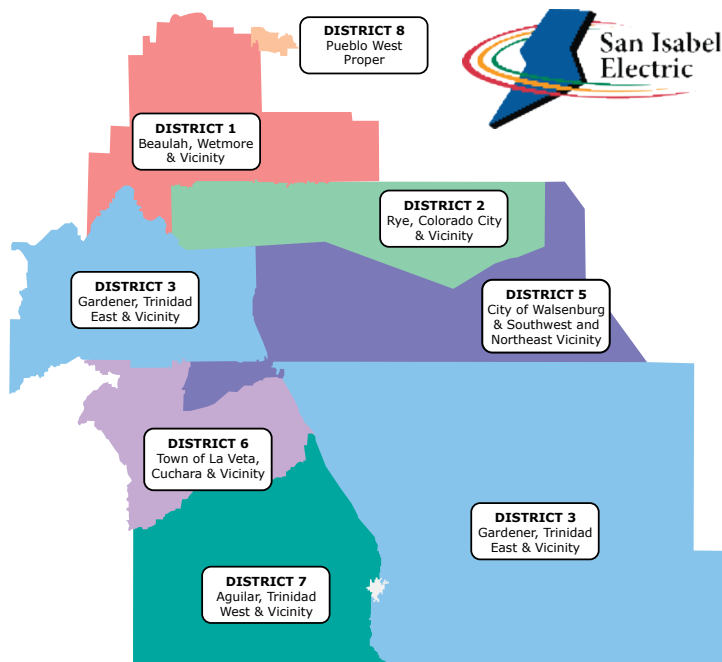 DISTRICT 8
Pueblo West
Proper
San Isabel
Electric
DISTRICT 1
Beaulah, Wetmore
& Vicinity
DISTRICT 2
Rye, Colorado City
& Vicinity
DISTRICT 3
Gardener, Trinidad
East & Vicinity
DISTRICT 5
City of Walsenburg
& Southwest and
Northeast Vicinity
DISTRICT 6
Town of La Veta,
Cuchara & Vicinity
DISTRICT 3
Gardener, Trinidad
East & Vicinity
DISTRICT 7
Aguilar, Trinidad
West & Vicinity